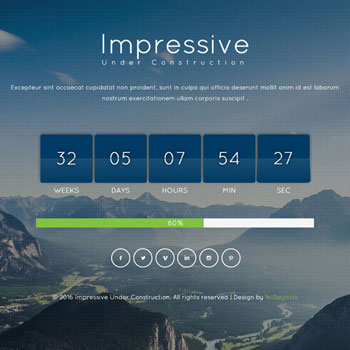 Impressive
Under Construction
Excepteur sint occaecat cupidatat non proident, sunt in culpa qui officia deserunt mollit anim id est laborum
nostrum exercitationem ullam corporis suscipit .
32 05 07 54 27
WEEKS DAYS HOURS MIN SEC
60%
© 2016 Impressive Under Construction. All rights reserved | Design by W3layouts